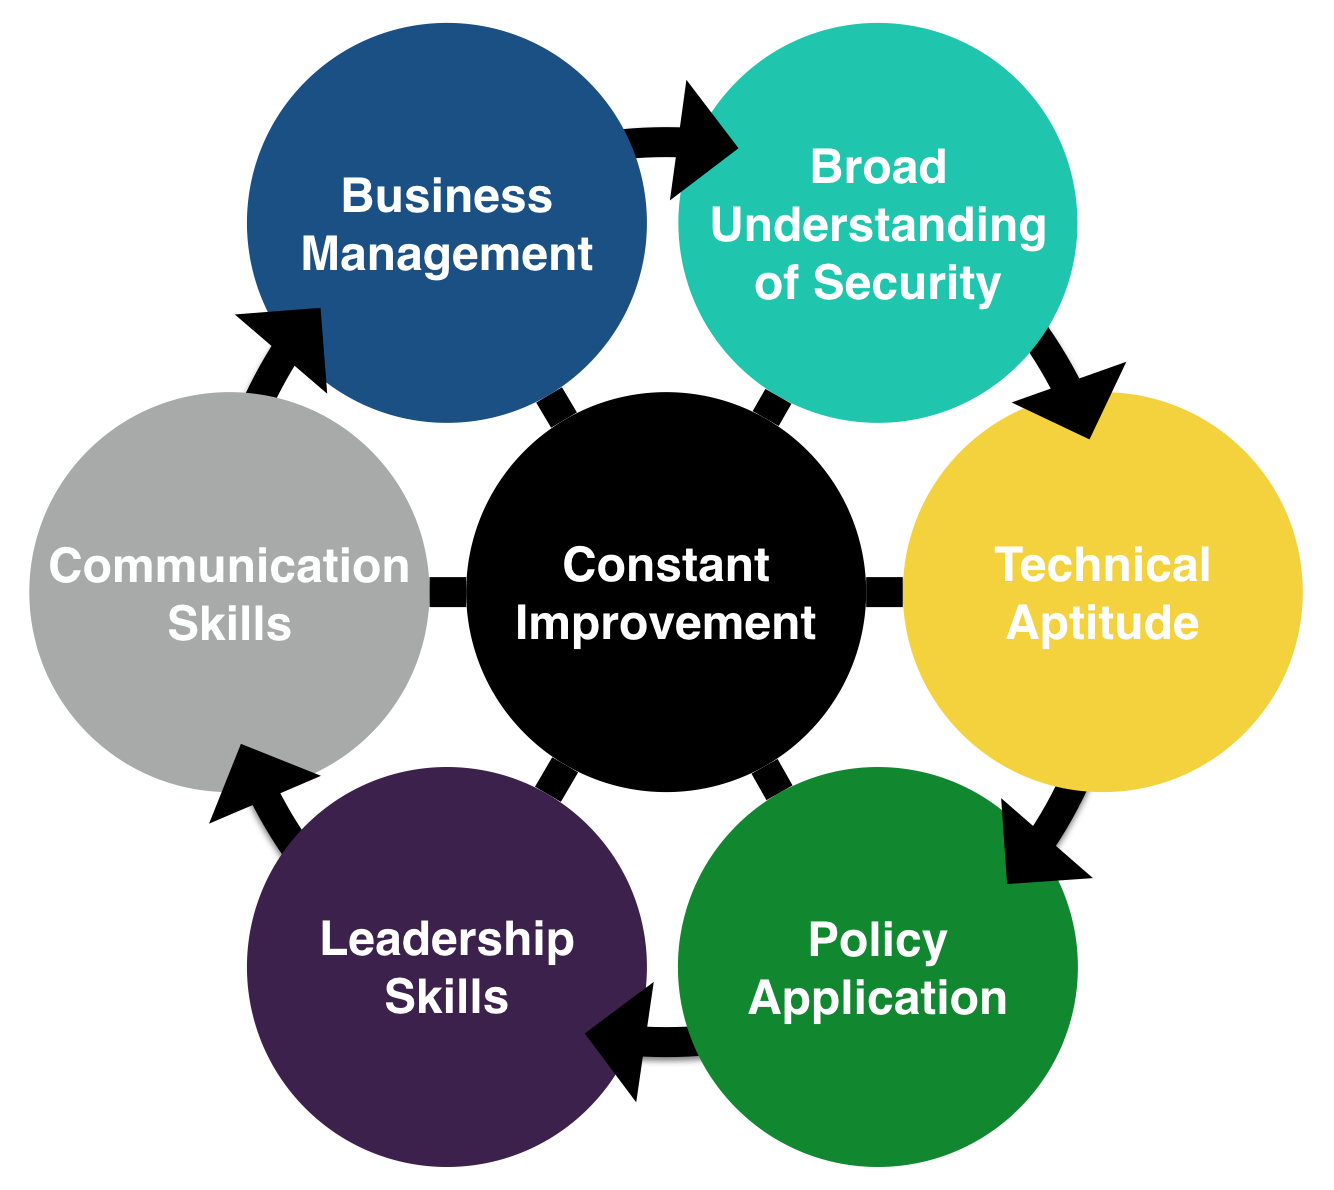 Business
Management
Broad
Understanding
of Security
Communication
Skills
Constant
Improvement
Technical
Aptitude
Leadership
Skills
Policy
Application